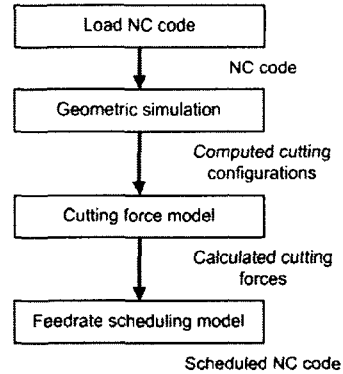 Load NC code
NC code
Geometric simulation
Computed cutting
configurations
Cutting force model
Calculated cutting
forces
Feedrate scheduling model
Scheduled NC code